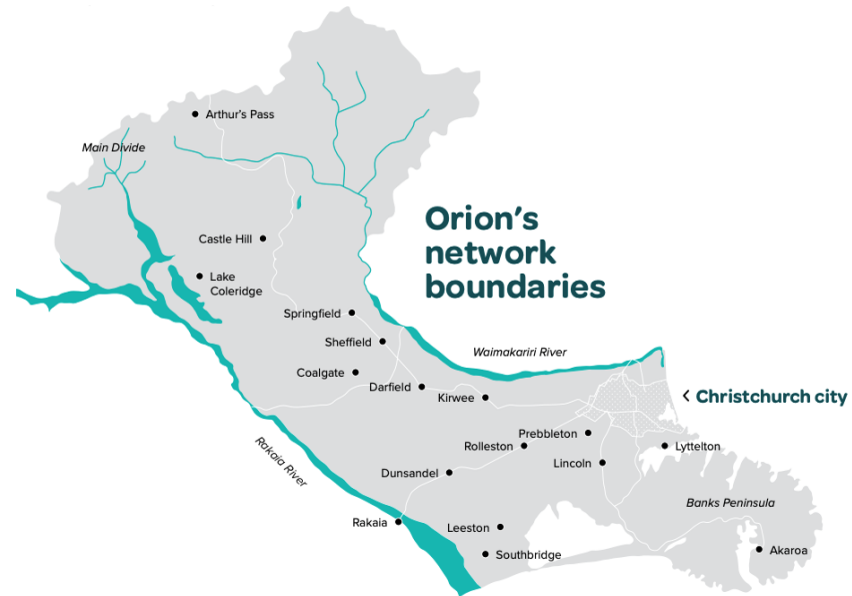 Arthur's Pass
Main Divide
Orion's
network
boundaries
Castle Hill
Lake
Coleridge
Springfield
Sheffield
Waimakariri River
Coalgate
Darfield
Kirwee
Christchurch city
Prebbleton
Rolleston
Lyttelton
Rakaia River
Lincoln
Dunsandel
Banks Peninsula
Rakaia
Leeston
Southbridge
Akaroa